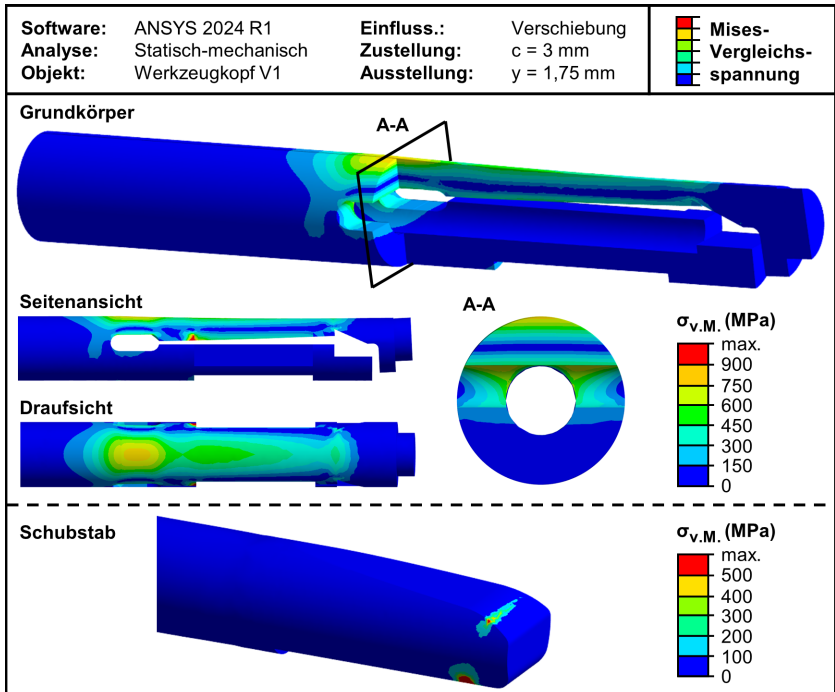 Software: ANSYS 2024 R1 Einfluss.: Verschiebung
Analyse: Statisch-mechanisch Zustellung: c = 3 mm
Objekt: Werkzeugkopf V1 Ausstellung: y = 1,75 mm
Mises-
Vergleichs-
spannung
Grundkörper
A-A
Seitenansicht
A-A
Draufsicht
σv.M. (MPa)
max.
900
750
600
450
300
150
0
Schubstab
σv.M. (MPa)
max.
500
400
300
200
100
0